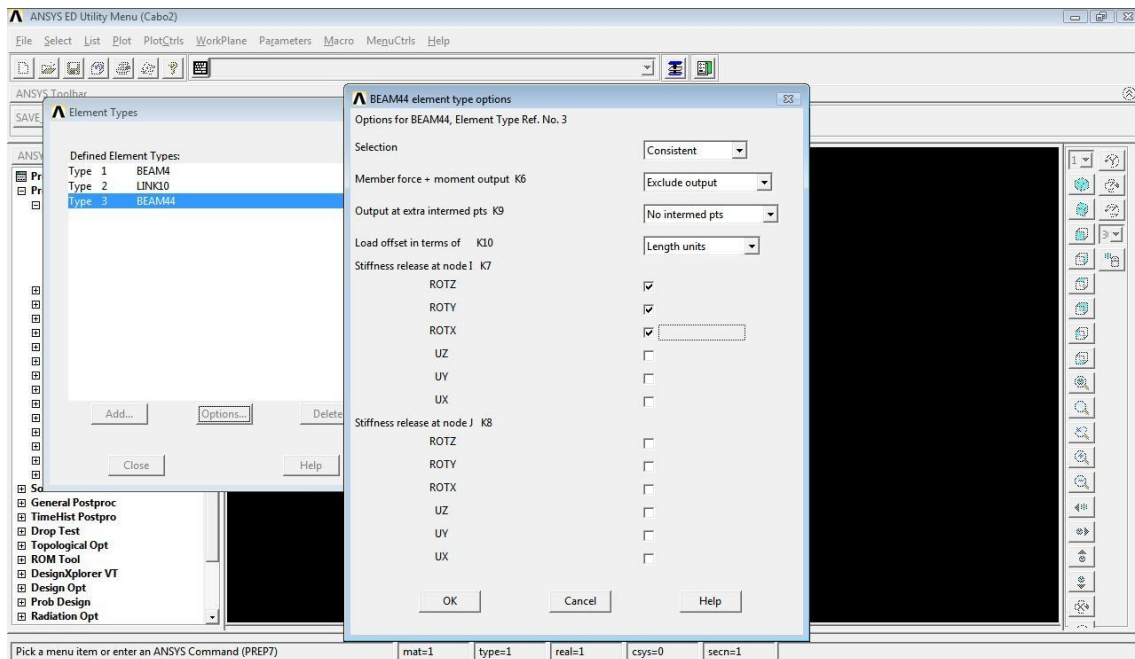 ANSYS ED Utility Menu (Cabo2)
File Select List Plot PlotCtrls WorkPlane Parameters Macro MenuCtrls Help
ANSYS Toolbar
SAVE_
ANSY
Pr
Pr
So
General Postproc
TimeHist Postpro
Drop Test
Topological Opt
ROM Tool
DesignXplorer VT
Design Opt
Prob Design
Radiation Opt
Element Types
Defined Element Types:
Type 1 BEAM4
Type 2 LINK10
Type 3 BEAM44
Add... Options... Delete
Close Help
BEAM44 element type options
Options for BEAM44, Element Type Ref. No. 3
Selection Consistent
Member force + moment output K6 Exclude output
Output at extra intermed pts K9 No intermed pts
Load offset in terms of K10 Length units
Stiffness release at node I K7
ROTZ
ROTY
ROTX
UZ
UY
UX
Stiffness release at node J K8
ROTZ
ROTY
ROTX
UZ
UY
UX
OK Cancel Help
1
3
Pick a menu item or enter an ANSYS Command (PREP7) mat=1 type=1 real=1 csys=0 secn=1